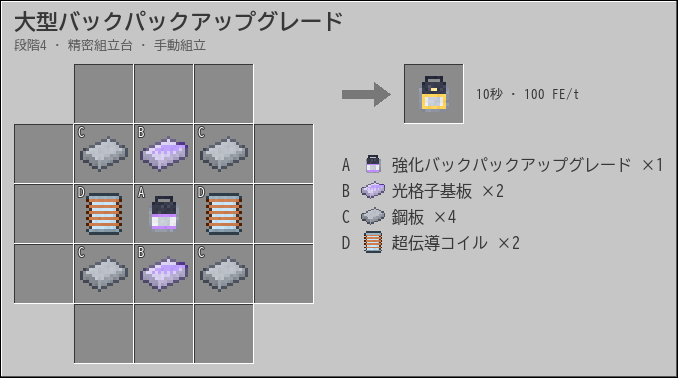 大型バックパックアップグレード
段階4 · 精密組立台 · 手動組立
10秒 · 100 FE/t
C B C
D A D
C B C
A 強化バックパックアップグレード ×1
B 光格子基板 ×2
C 鋼板 ×4
D 超伝導コイル ×2